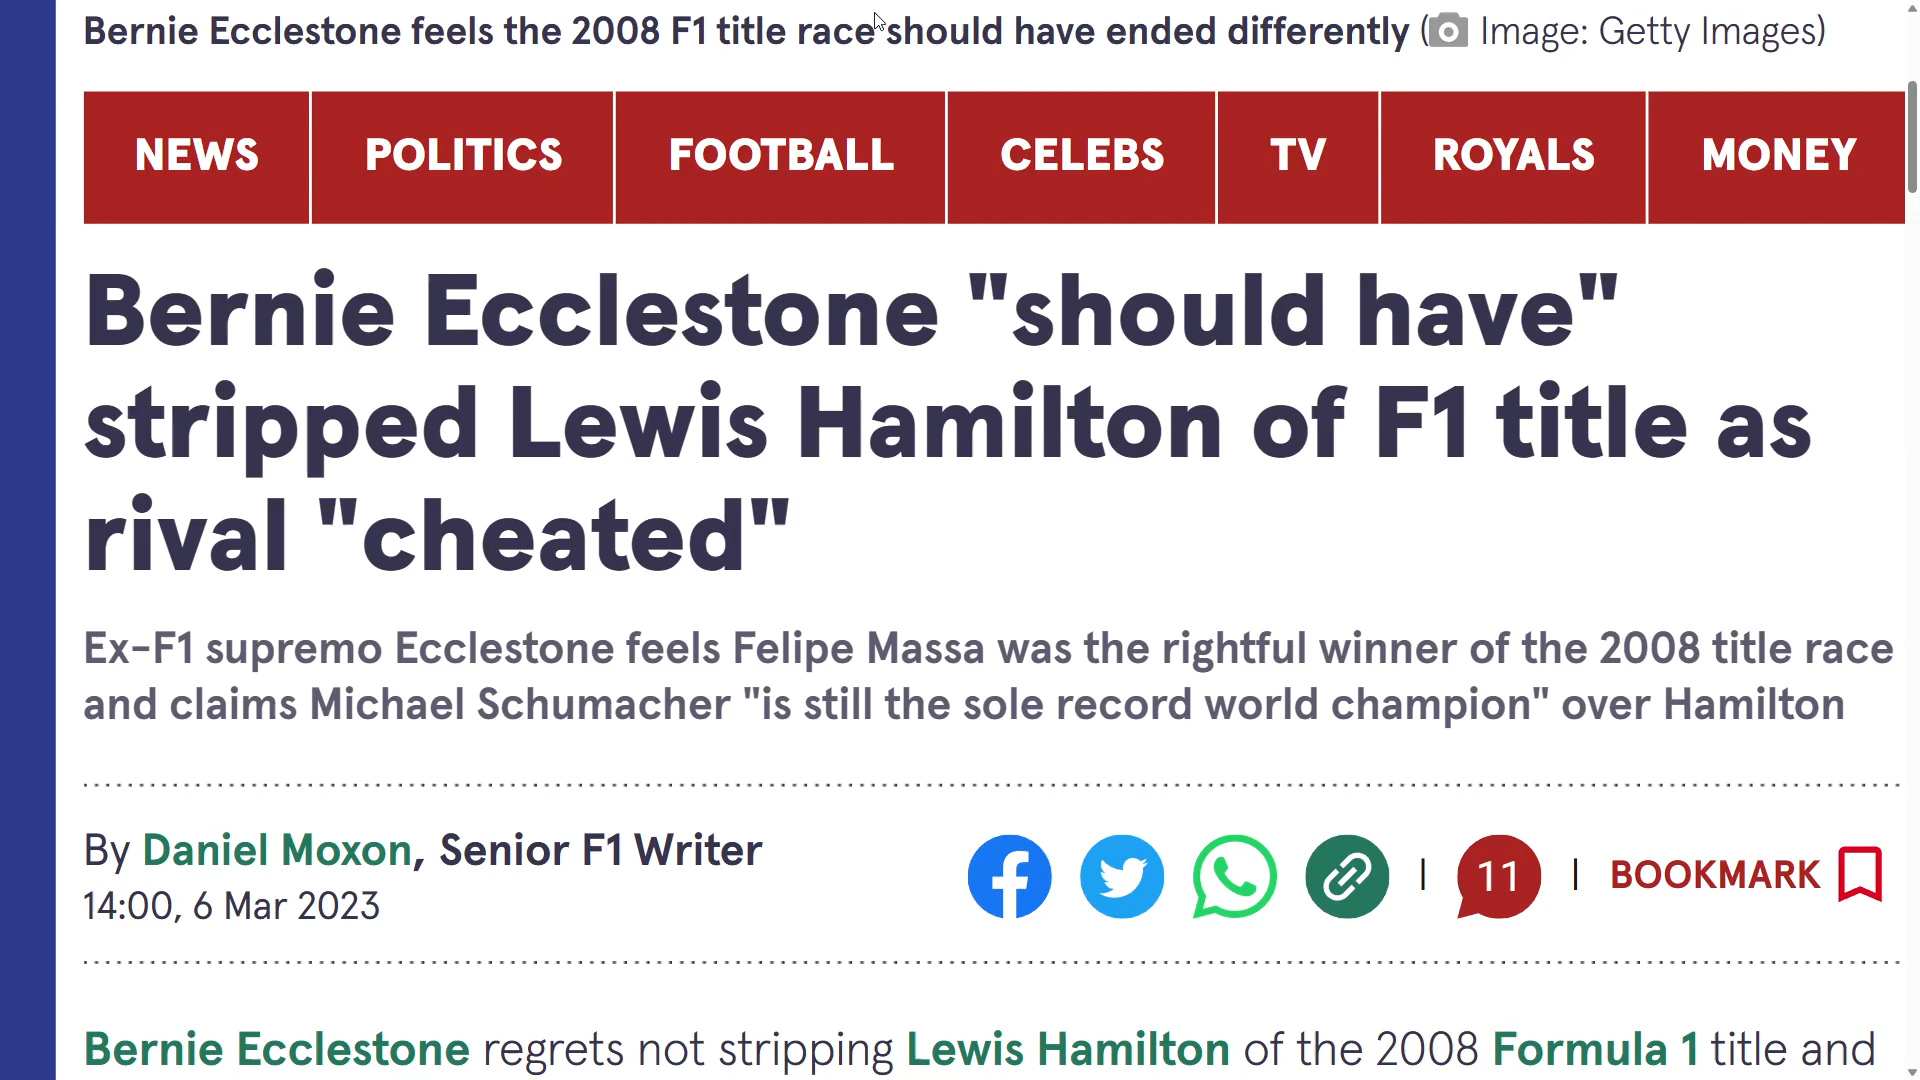 Bernie Ecclestone feels the 2008 F1 title race should have ended differently (Image: Getty Images)
NEWS POLITICS FOOTBALL CELEBS TV ROYALS MONEY
Bernie Ecclestone "should have"
stripped Lewis Hamilton of F1 title as
rival "cheated"
Ex-F1 supremo Ecclestone feels Felipe Massa was the rightful winner of the 2008 title race
and claims Michael Schumacher "is still the sole record world champion" over Hamilton
By Daniel Moxon, Senior F1 Writer
14:00, 6 Mar 2023
11 | BOOKMARK
Bernie Ecclestone regrets not stripping Lewis Hamilton of the 2008 Formula 1 title and